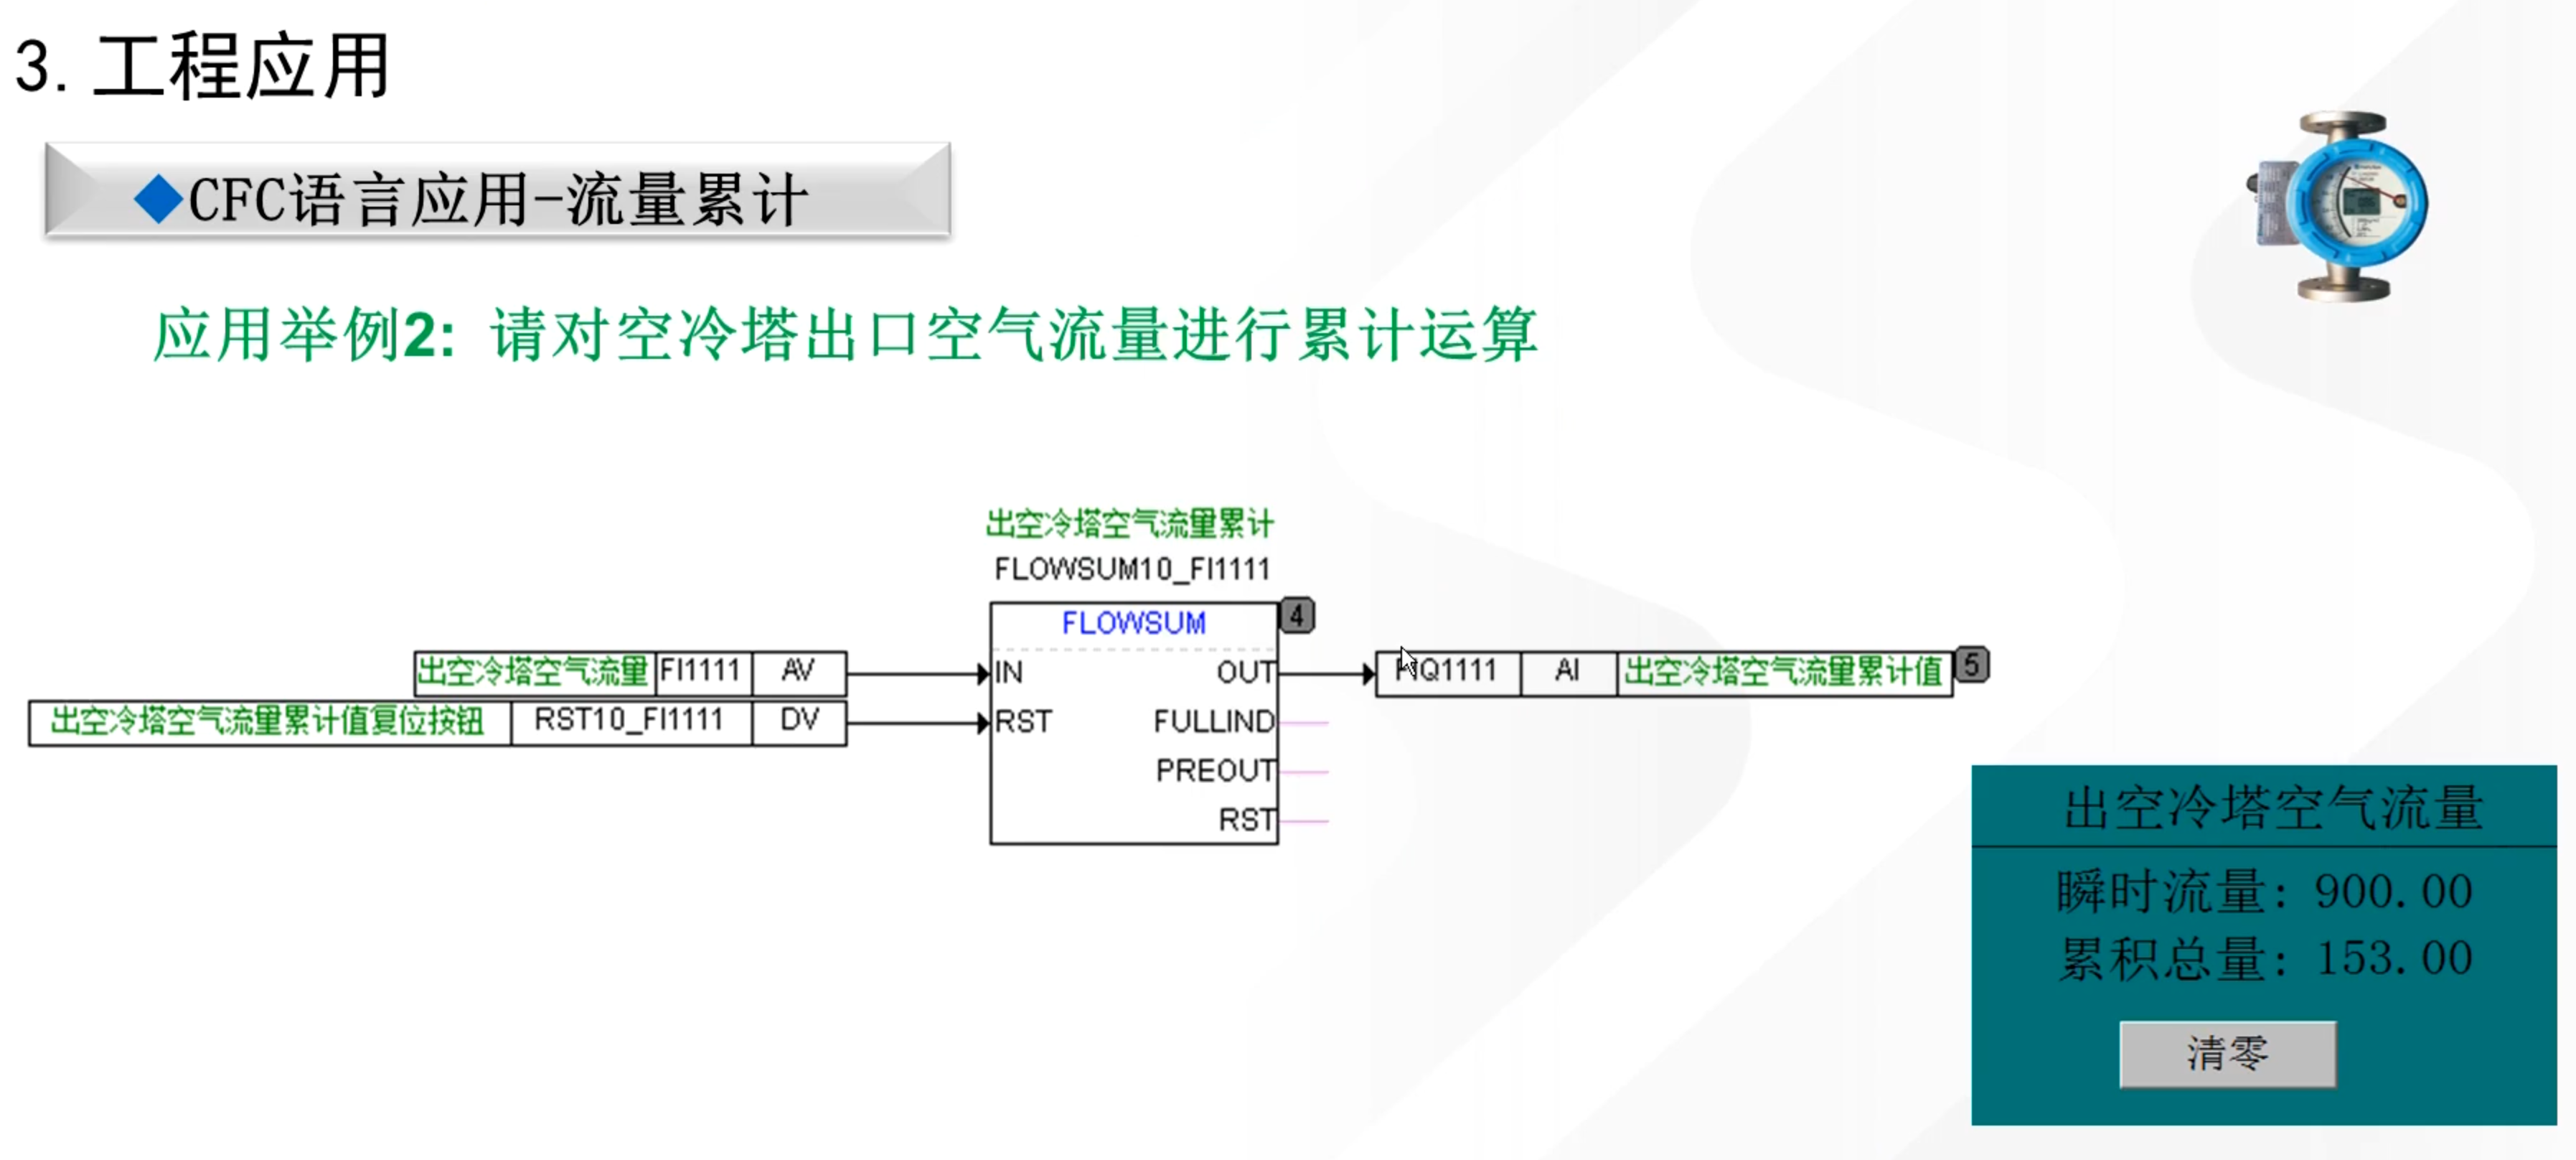 3. 工程应用
◆CFC语言应用-流量累计
应用举例2: 请对空冷塔出口空气流量进行累计运算
出空冷塔空气流量累计
FLOWSUM10_FI1111
FLOWSUM 4
出空冷塔空气流量 FI1111 AV IN OUT AI 出空冷塔空气流量累计值 5
出空冷塔空气流量累计值复位按钮 RST10_FI1111 DV RST FULLIND
PREOUT
RST
出空冷塔空气流量
瞬时流量: 900.00
累积总量: 153.00
清零